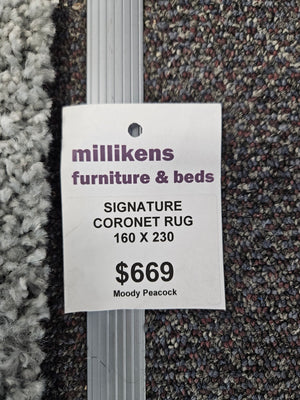 millikens
furniture & beds
SIGNATURE
CORONET RUG
160 X 230
$669
Moody Peacock